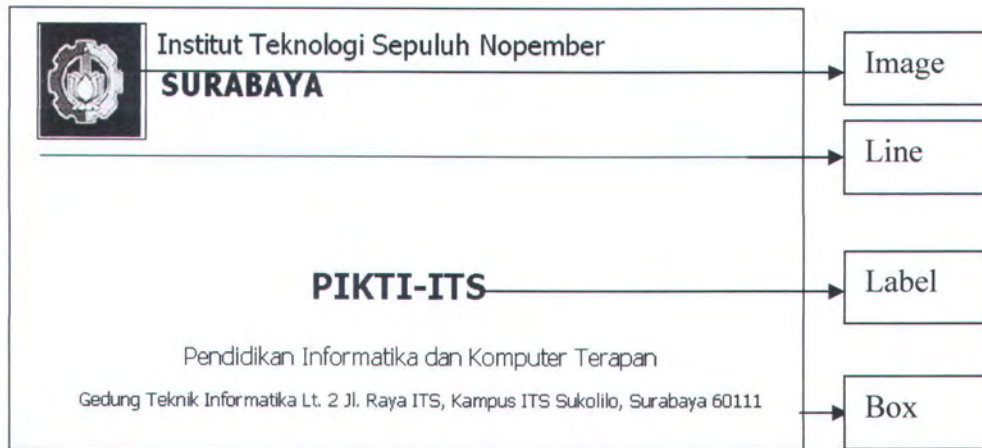 Institut Teknologi Sepuluh Nopember
SURABAYA
Image
Line
PIKTI-ITS
Label
Pendidikan Informatika dan Komputer Terapan
Gedung Teknik Informatika Lt. 2 Jl. Raya ITS, Kampus ITS Sukolilo, Surabaya 60111
Box